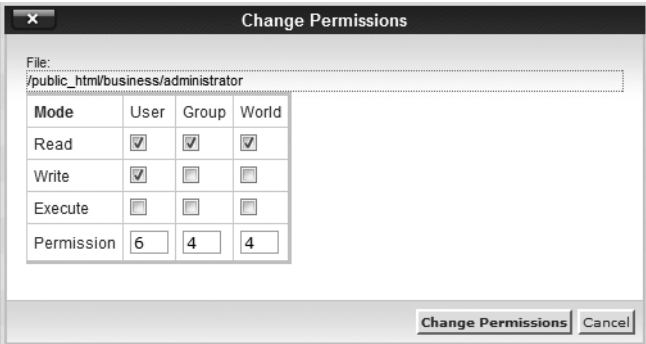 Change Permissions
File:
/public_html/business/administrator
Mode User Group World
Read
Write
Execute
Permission 6 4 4
Change Permissions Cancel